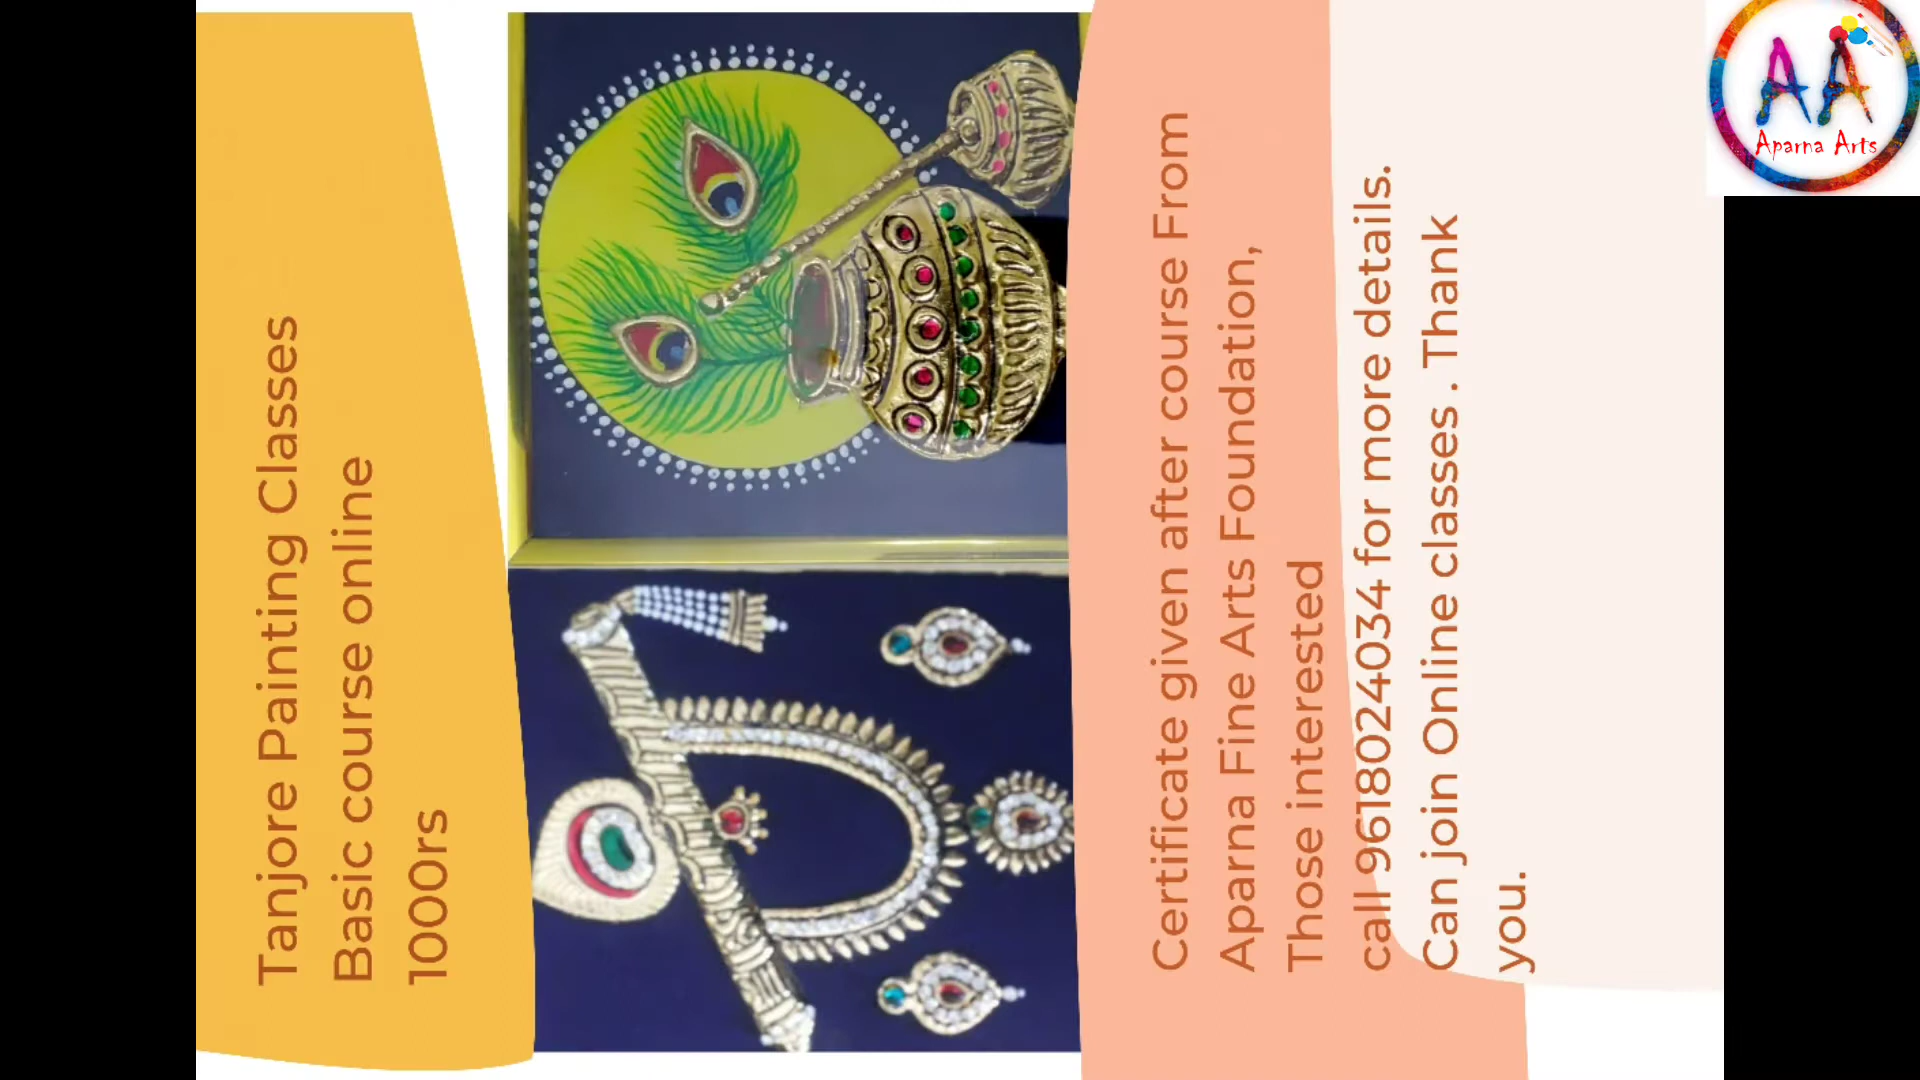 Tanjore Painting Classes
Basic course online
1000rs
Certificate given after course From
Aparna Fine Arts Foundation,
Those interested
call 9618024034 for more details.
Can join Online classes . Thank
you.
AA
Aparna Arts